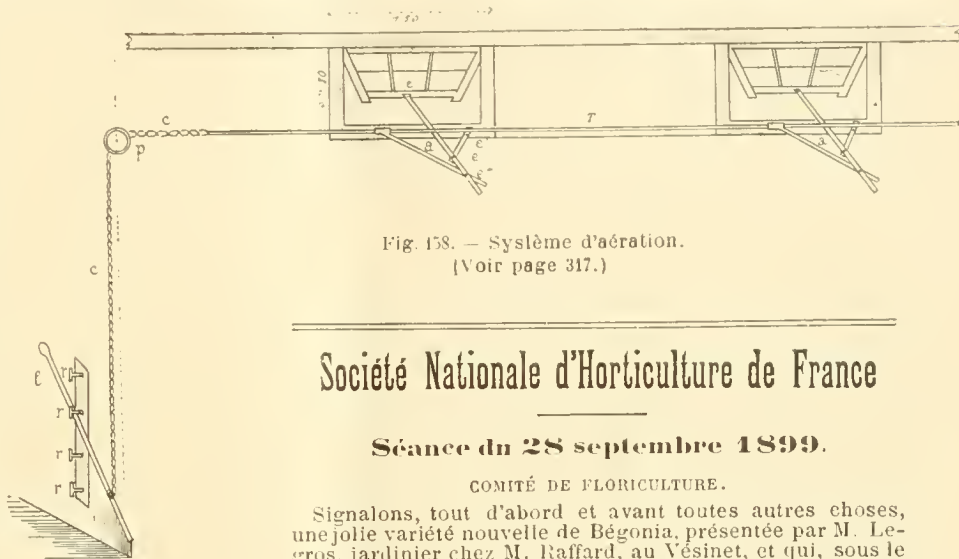 1.50
c
T
p
a
e
e
e'
e"
a
Fig. 158. — Système d'aération.
(Voir page 317.)
c
l
r
r
r
r
Société Nationale d'Horticulture de France
Séance du 28 septembre 1899.
COMITÉ DE FLORICULTURE.
Signalons, tout d'abord et avant toutes autres choses,
une jolie variété nouvelle de Bégonia, présentée par M. Le-
gros, jardinier chez M. Raffard, au Vésinet, et qui, sous le